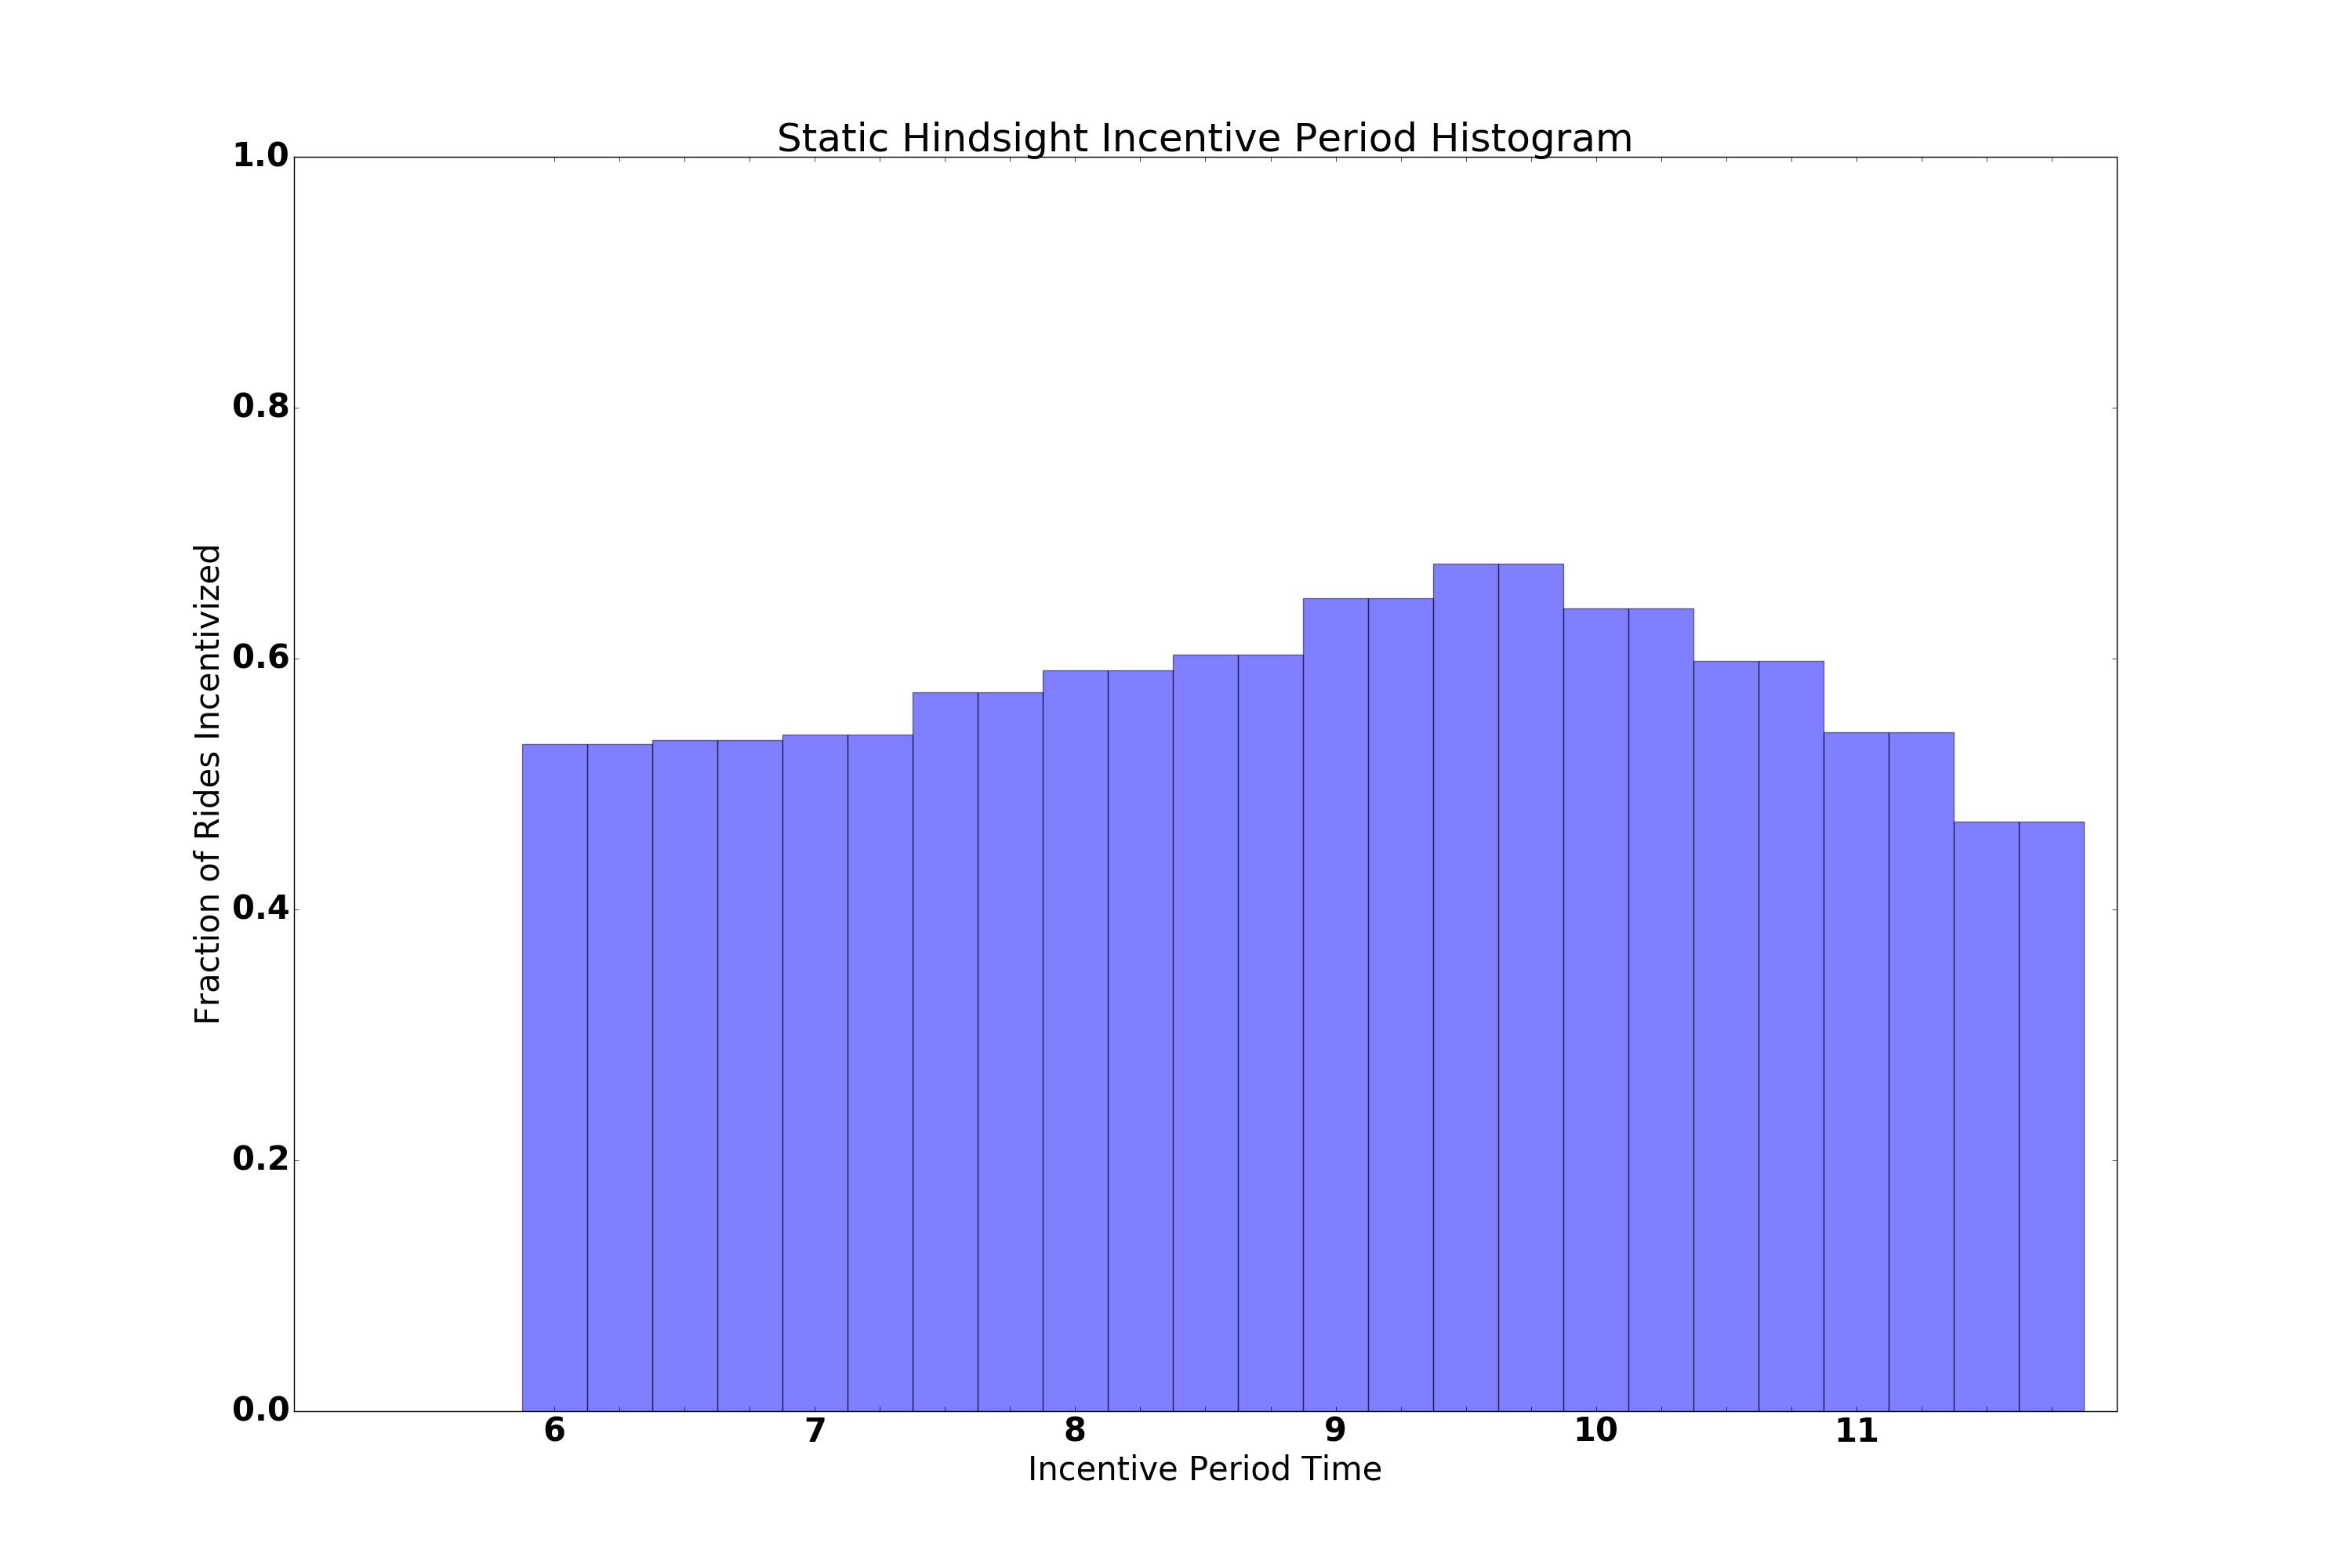 Static Hindsight Incentive Period Histogram
1.0
0.8
0.6
0.4
0.2
0.0
Fraction of Rides Incentivized
6 7 8 9 10 11
Incentive Period Time